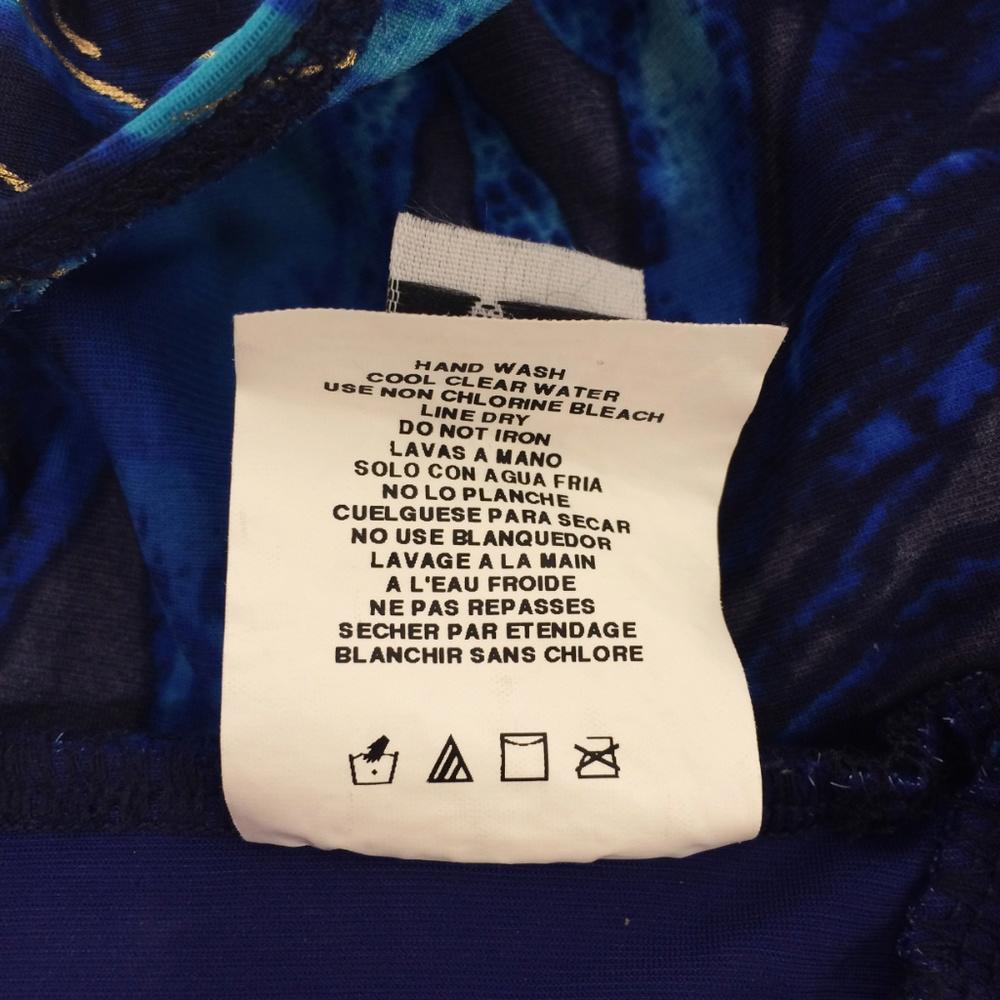 HAND WASH
COOL CLEAR WATER
USE NON CHLORINE BLEACH
LINE DRY
DO NOT IRON
LAVAS A MANO
SOLO CON AGUA FRIA
NO LO PLANCHE
CUELGUESE PARA SECAR
NO USE BLANQUEDOR
LAVAGE A LA MAIN
A L'EAU FROIDE
NE PAS REPASSES
SECHER PAR ETENDAGE
BLANCHIR SANS CHLORE